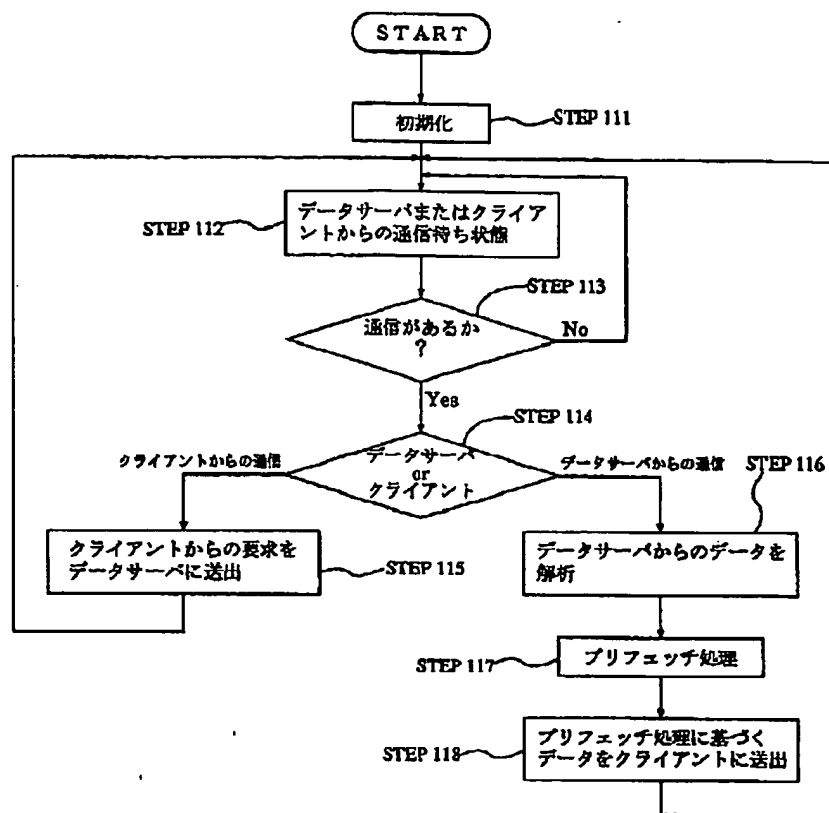 START
初期化
STEP 111
データサーバまたはクライア
ントからの通信待ち状態
STEP 112
STEP 113
通信があるか
?
No
Yes
STEP 114
クライアントからの通信
データサーバ
or
クライアント
データサーバからの通信
STEP 116
クライアントからの要求を
データサーバに送出
STEP 115
データサーバからのデータを
解析
STEP 117
プリフェッチ処理
STEP 118
プリフェッチ処理に基づく
データをクライアントに送出